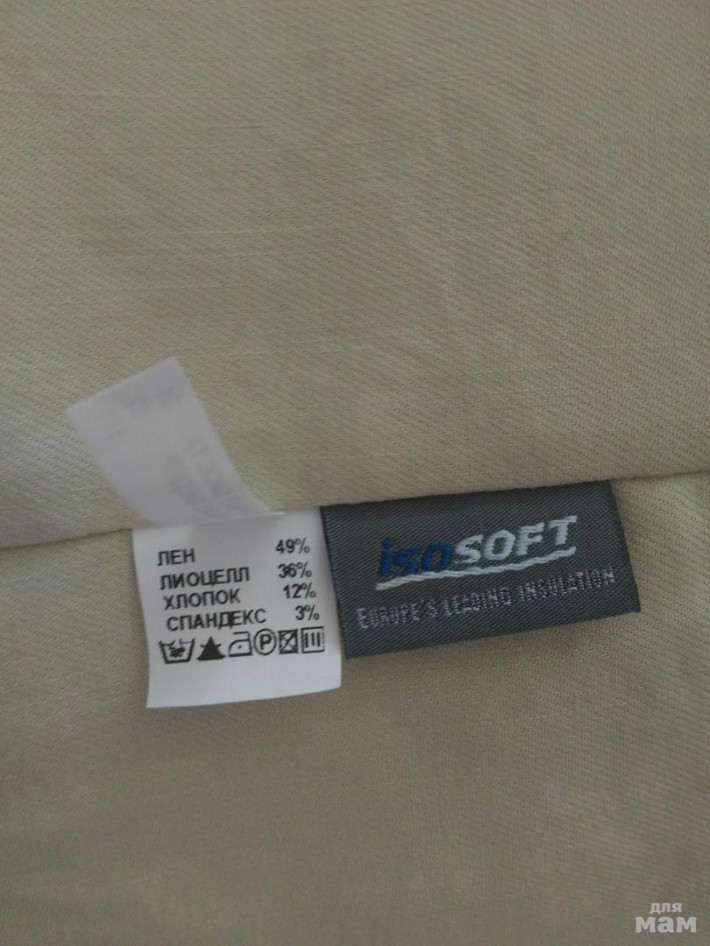 ЛЕН 49%
ЛИОЦЕЛЛ 36%
ХЛОПОК 12%
СПАНДЕКС 3%
P
isoSOFT
EUROPE'S LEADING INSULATION
для
мам